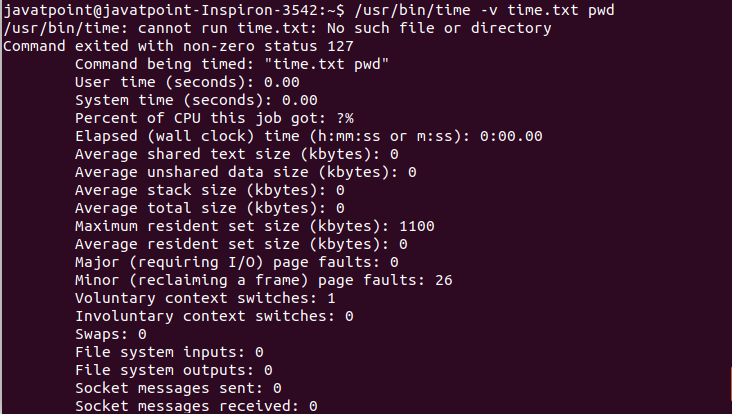 javatpoint@javatpoint-Inspiron-3542:~$ /usr/bin/time -v time.txt pwd
/usr/bin/time: cannot run time.txt: No such file or directory
Command exited with non-zero status 127
Command being timed: "time.txt pwd"
User time (seconds): 0.00
System time (seconds): 0.00
Percent of CPU this job got: ?%
Elapsed (wall clock) time (h:mm:ss or m:ss): 0:00.00
Average shared text size (kbytes): 0
Average unshared data size (kbytes): 0
Average stack size (kbytes): 0
Average total size (kbytes): 0
Maximum resident set size (kbytes): 1100
Average resident set size (kbytes): 0
Major (requiring I/O) page faults: 0
Minor (reclaiming a frame) page faults: 26
Voluntary context switches: 1
Involuntary context switches: 0
Swaps: 0
File system inputs: 0
File system outputs: 0
Socket messages sent: 0
Socket messages received: 0